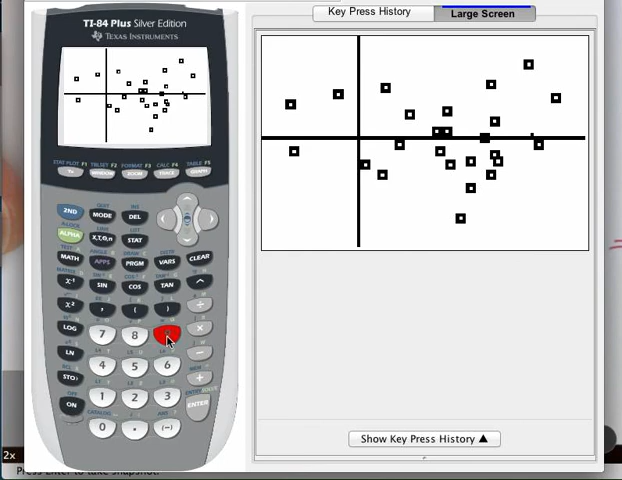 Key Press History
Large Screen
TI-84 Plus Silver Edition
TEXAS INSTRUMENTS
STAT PLOT F1 TBLSET F2 FORMAT F3 CALC F4 TABLE F5
Y= WINDOW ZOOM TRACE GRAPH
QUIT INS
2ND MODE DEL
A-LOCK LINK LIST
ALPHA X,T,Θ,n STAT
TEST A ANGLE B DRAW C DISTR
MATH APPS PRGM VARS CLEAR
x⁻¹ SIN COS TAN ^
x² , ( ) ÷
LOG 7 8 ×
LN 4 5 6 −
STO› 1 2 3 +
OFF
ON
CATALOG ANS ENTRY SOLVE
0 . (−) ENTER
Show Key Press History ▲
2x
Press Enter to take snapshot.